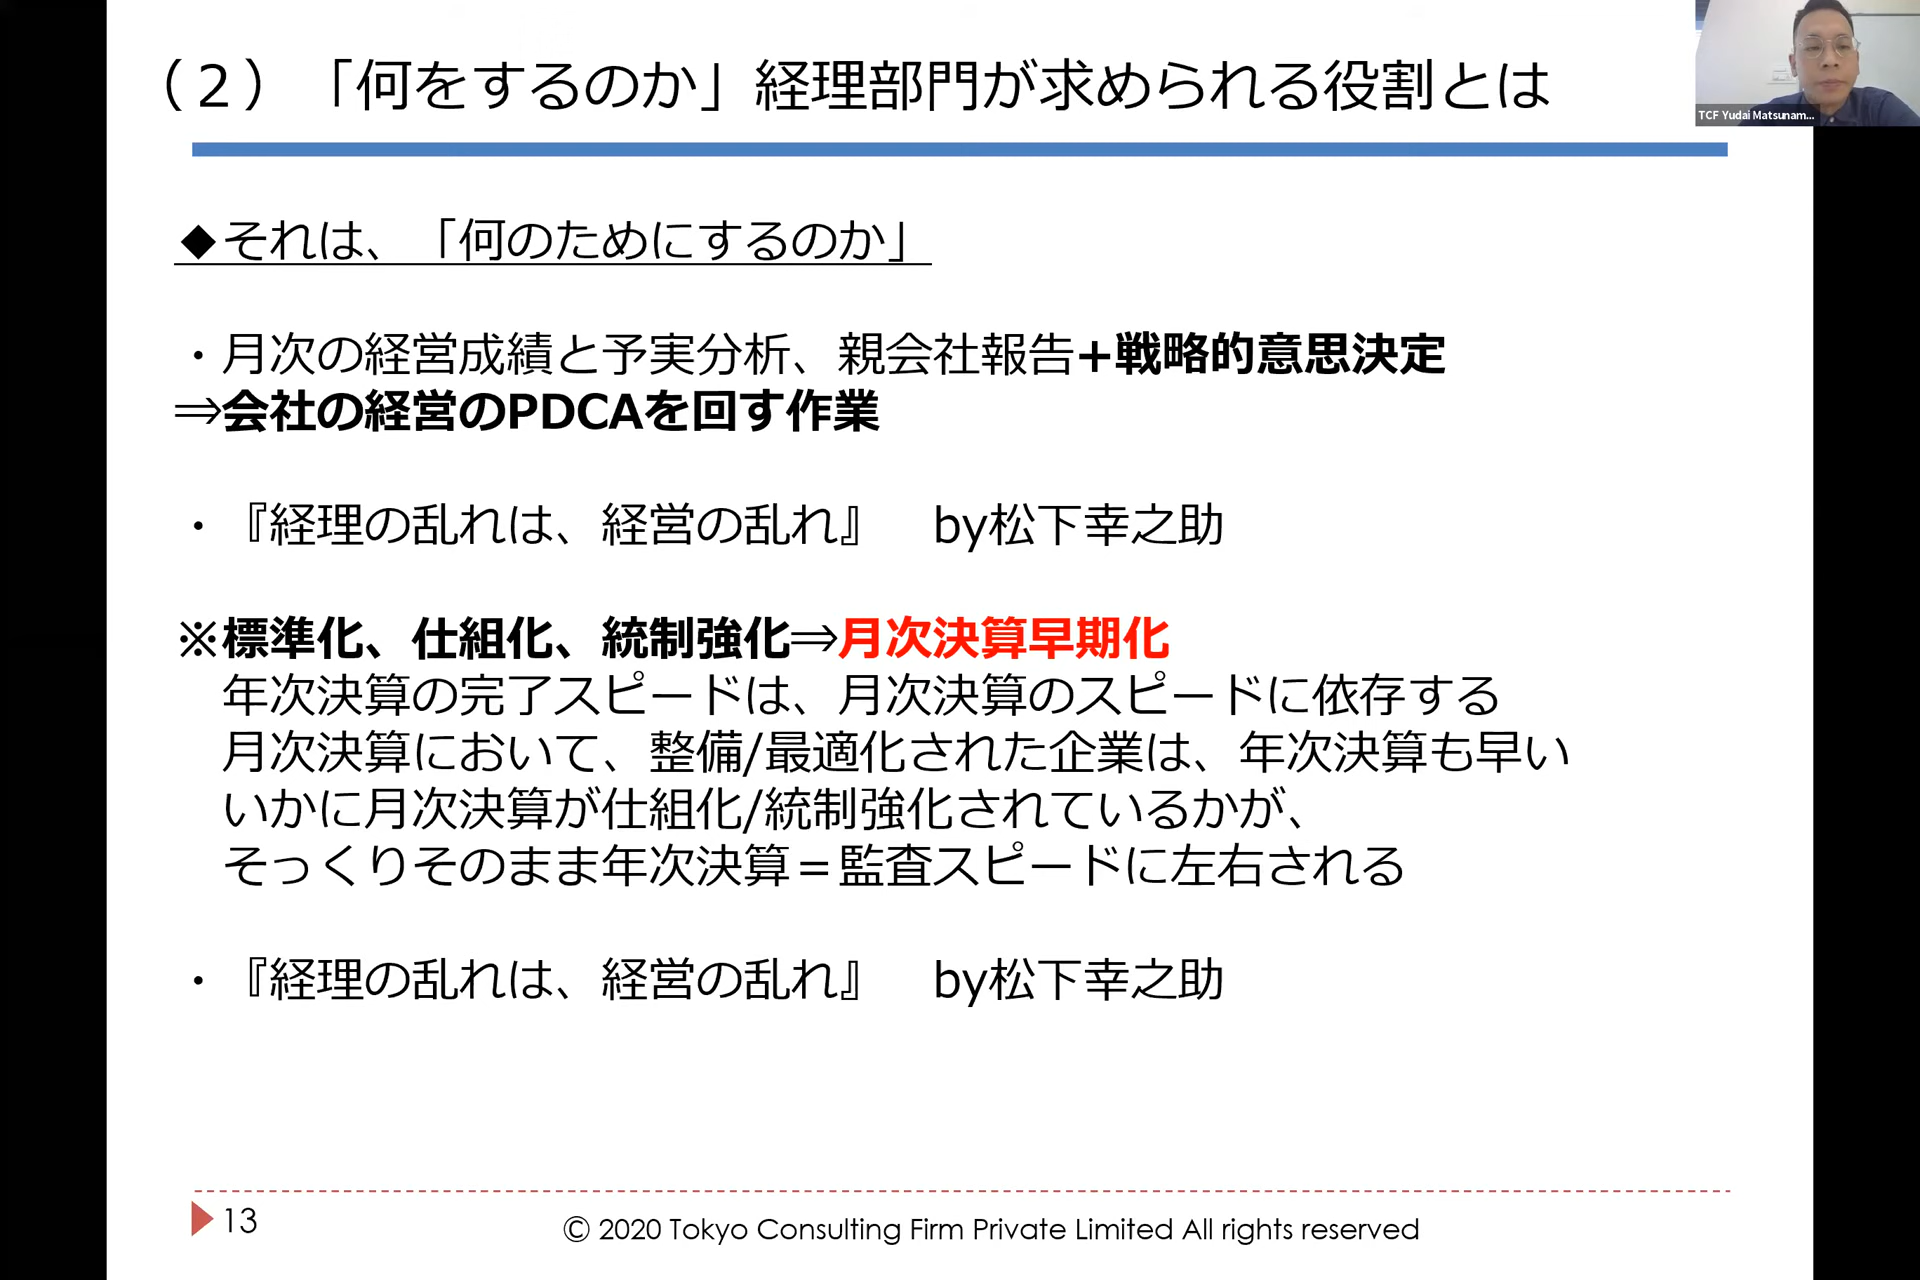 （２）「何をするのか」経理部門が求められる役割とは
TCF Yudai Matsunam...
◆それは、「何のためにするのか」
・月次の経営成績と予実分析、親会社報告+戦略的意思決定
⇒会社の経営のPDCAを回す作業
・『経理の乱れは、経営の乱れ』　by松下幸之助
※標準化、仕組化、統制強化⇒月次決算早期化
年次決算の完了スピードは、月次決算のスピードに依存する
月次決算において、整備/最適化された企業は、年次決算も早い
いかに月次決算が仕組化/統制強化されているかが、
そっくりそのまま年次決算＝監査スピードに左右される
・『経理の乱れは、経営の乱れ』　by松下幸之助
13
© 2020 Tokyo Consulting Firm Private Limited All rights reserved